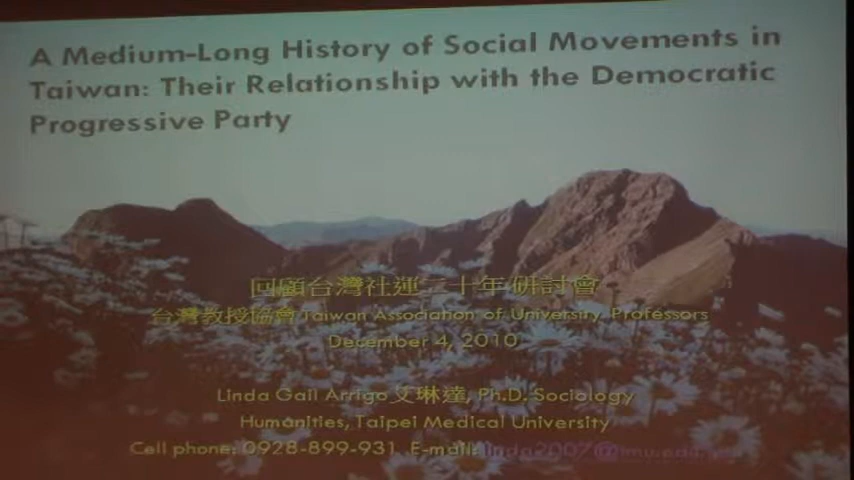 A Medium-Long History of Social Movements in
Taiwan: Their Relationship with the Democratic
Progressive Party
回顧台灣社運二十年研討會
台灣教授協會 Taiwan Association of University Professors
December 4, 2010
Linda Gail Arrigo 艾琳達, Ph.D. Sociology
Humanities, Taipei Medical University
Cell phone: 0928-899-931 E-mail: